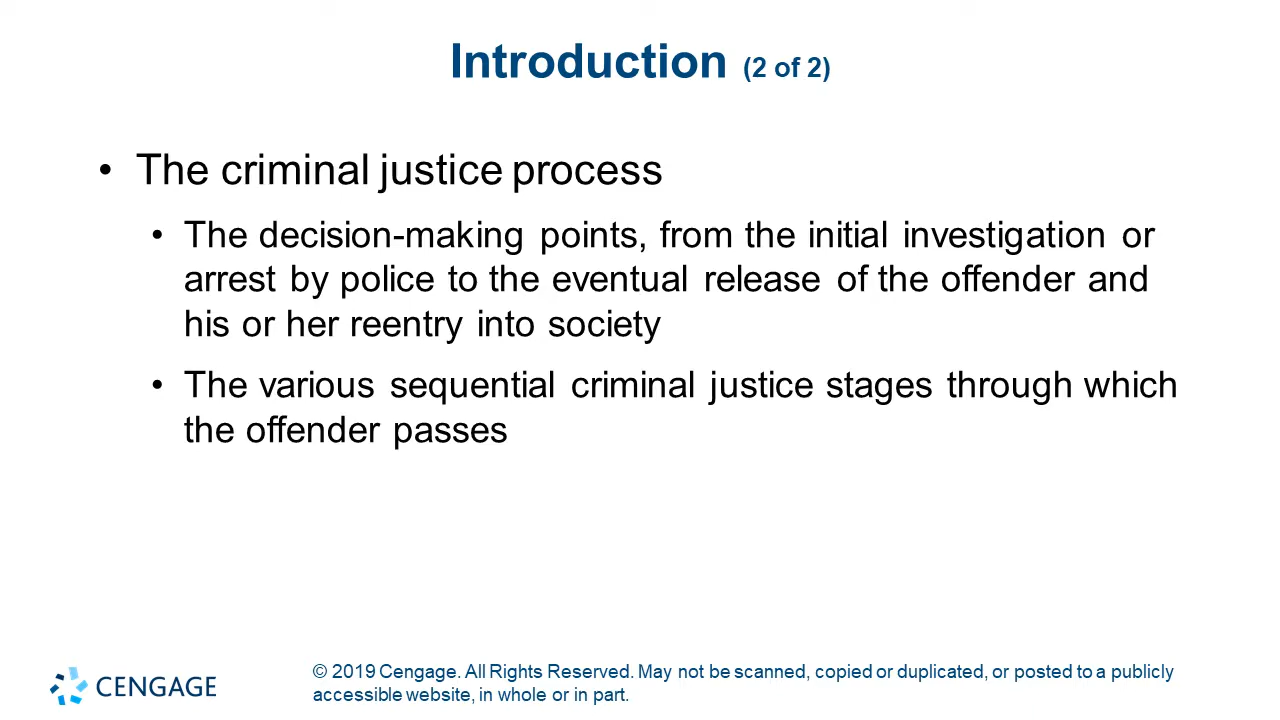 Introduction (2 of 2)
• The criminal justice process
• The decision-making points, from the initial investigation or
arrest by police to the eventual release of the offender and
his or her reentry into society
• The various sequential criminal justice stages through which
the offender passes
CENGAGE
© 2019 Cengage. All Rights Reserved. May not be scanned, copied or duplicated, or posted to a publicly
accessible website, in whole or in part.